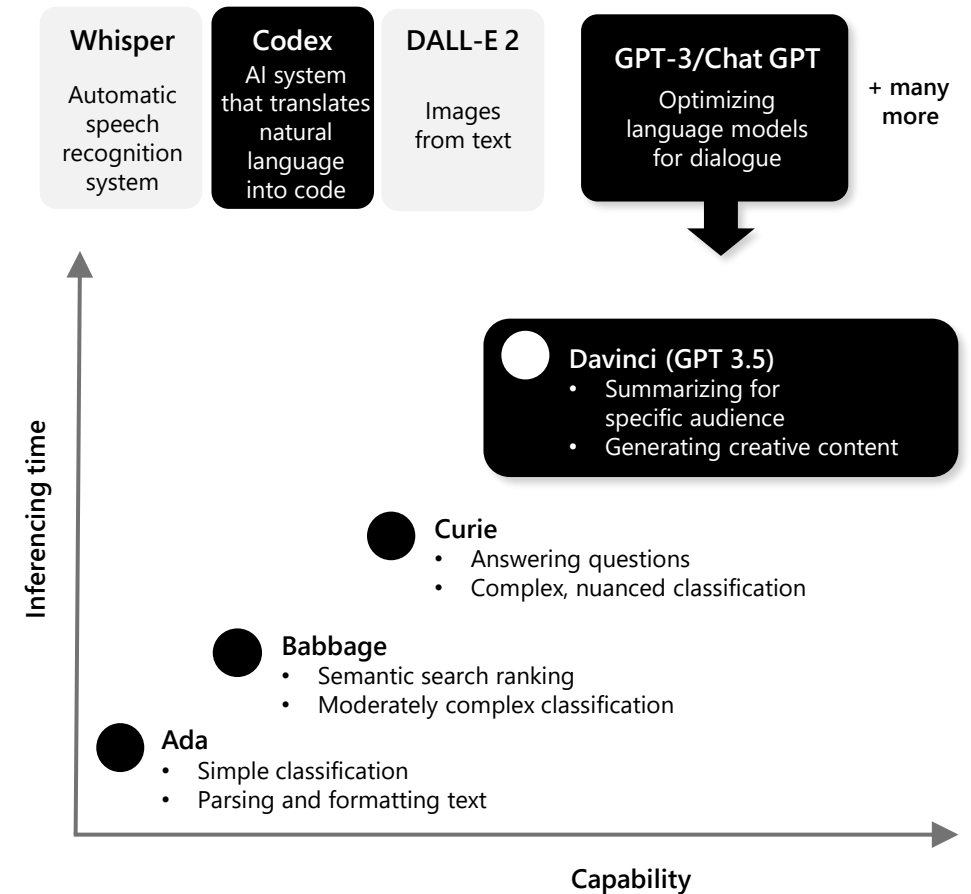 Whisper
Automatic
speech
recognition
system
Codex
AI system
that translates
natural
language
into code
DALL-E 2
Images
from text
GPT-3/Chat GPT
Optimizing
language models
for dialogue
+ many
more
Inferencing time
Davinci (GPT 3.5)
• Summarizing for
specific audience
• Generating creative content
Curie
• Answering questions
• Complex, nuanced classification
Babbage
• Semantic search ranking
• Moderately complex classification
Ada
• Simple classification
• Parsing and formatting text
Capability